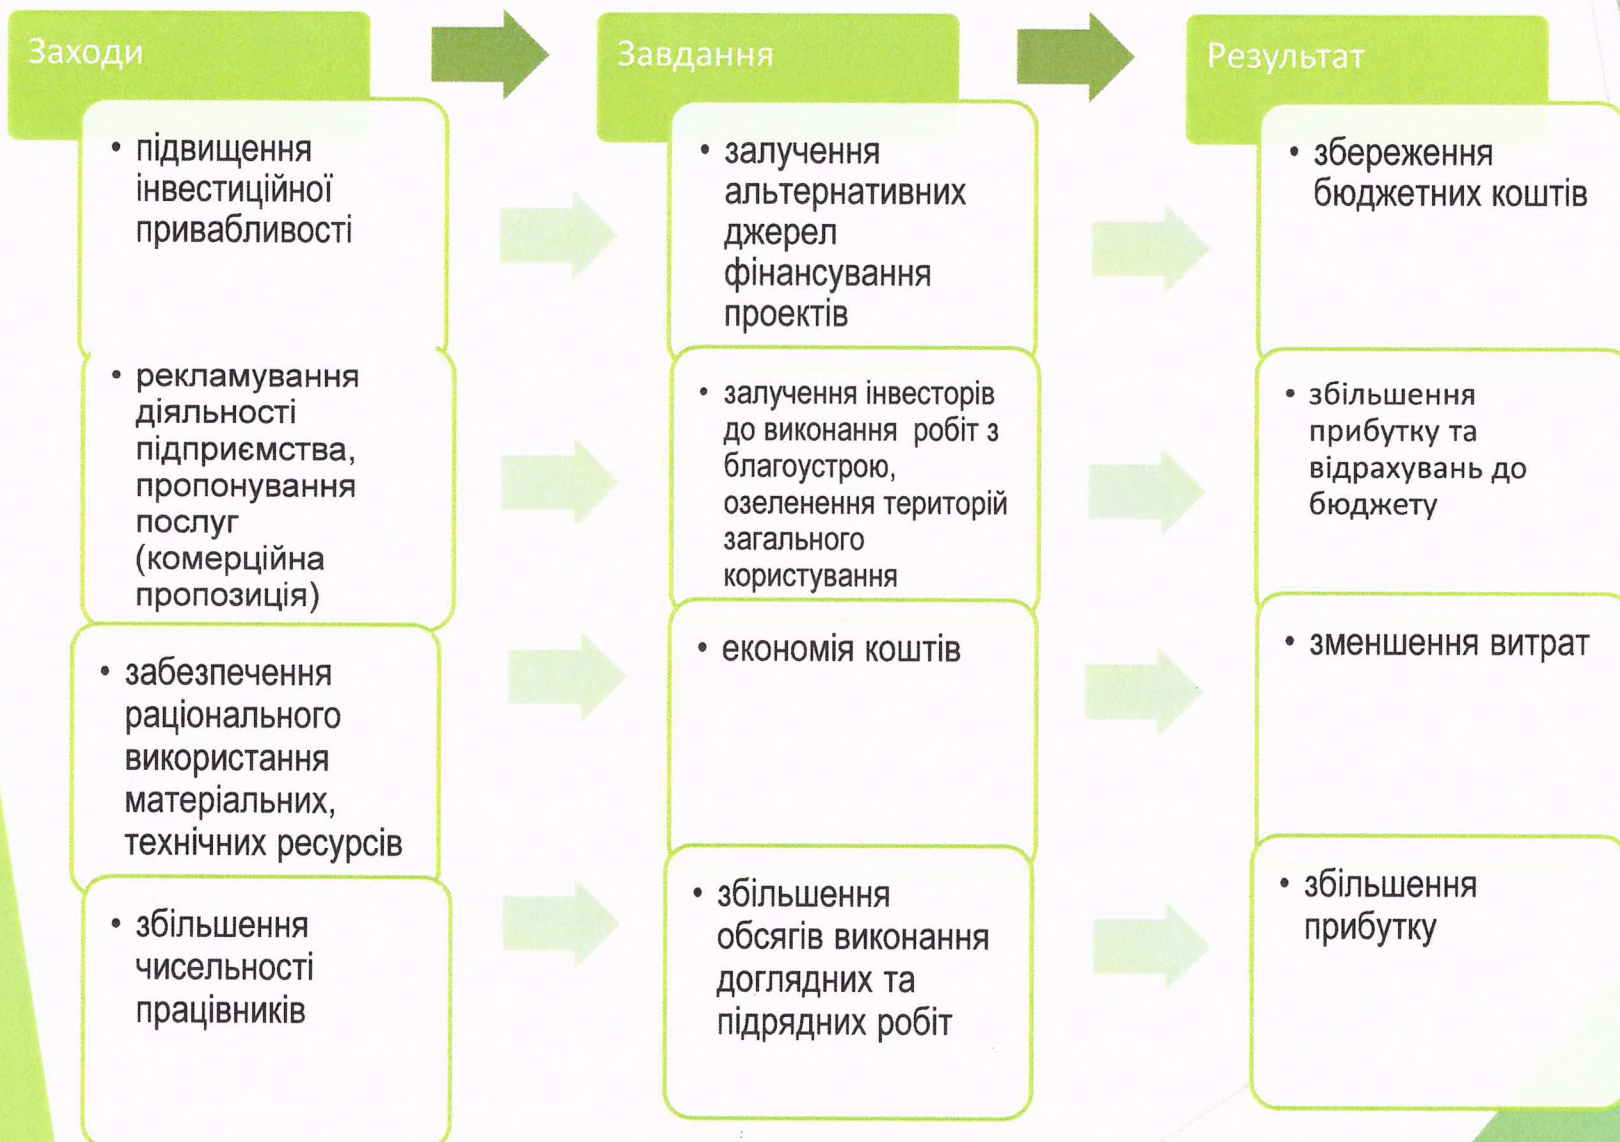 Заходи
• підвищення
інвестиційної
привабливості
• рекламування
діяльності
підприємства,
пропонування
послуг
(комерційна
пропозиція)
• забезпечення
раціонального
використання
матеріальних,
технічних ресурсів
• збільшення
чисельності
працівників
Завдання
• залучення
альтернативних
джерел
фінансування
проектів
• залучення інвесторів
до виконання робіт з
благоустрою,
озеленення територій
загального
користування
• економія коштів
• збільшення
обсягів виконання
доглядних та
підрядних робіт
Результат
• збереження
бюджетних коштів
• збільшення
прибутку та
відрахувань до
бюджету
• зменшення витрат
• збільшення
прибутку